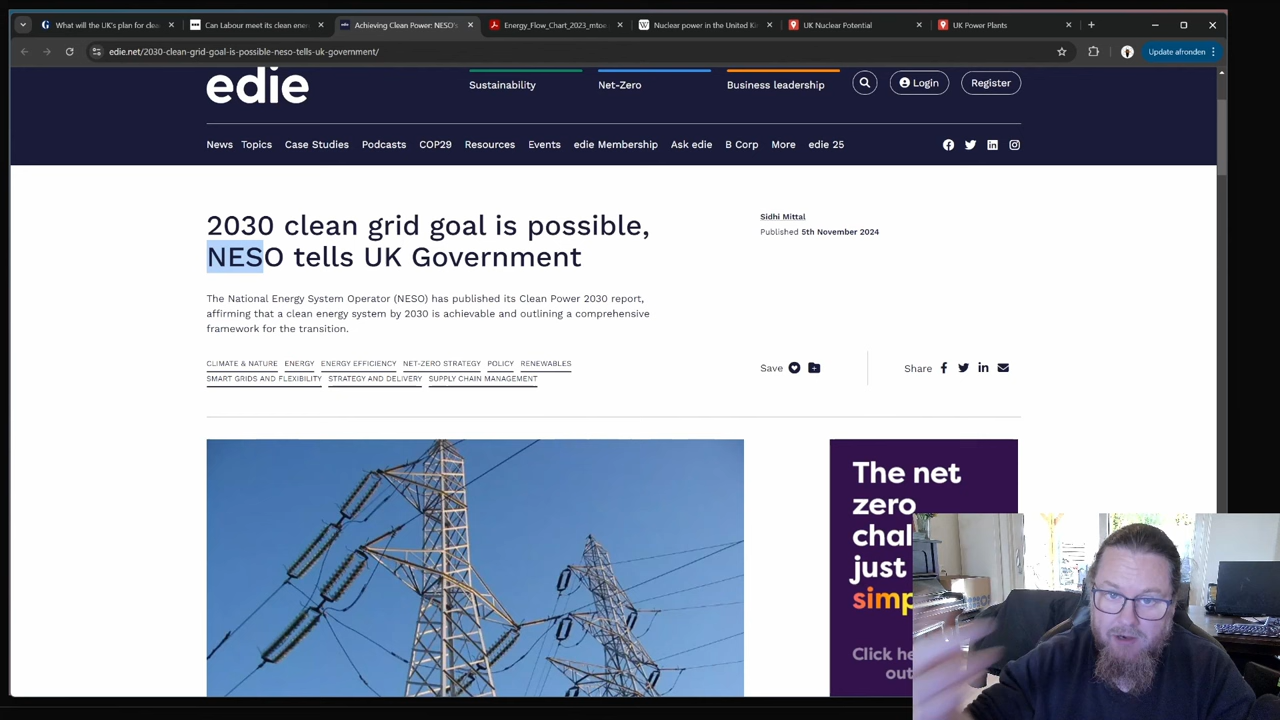 What will the UK's plan for cle
Can Labour meet its clean ener
Achieving Clean Power: NESO's
Energy_Flow_Chart_2023_mtoe
Nuclear power in the United Ki
UK Nuclear Potential
UK Power Plants
edie.net/2030-clean-grid-goal-is-possible-neso-tells-uk-government/
Update afronden
edie
Sustainability
Net-Zero
Business leadership
Login
Register
News
Topics
Case Studies
Podcasts
COP29
Resources
Events
edie Membership
Ask edie
B Corp
More
edie 25
2030 clean grid goal is possible,
NESO tells UK Government
Sidhi Mittal
Published 5th November 2024
The National Energy System Operator (NESO) has published its Clean Power 2030 report,
affirming that a clean energy system by 2030 is achievable and outlining a comprehensive
framework for the transition.
CLIMATE & NATURE
ENERGY
ENERGY EFFICIENCY
NET-ZERO STRATEGY
POLICY
RENEWABLES
SMART GRIDS AND FLEXIBILITY
STRATEGY AND DELIVERY
SUPPLY CHAIN MANAGEMENT
Save
Share
The net
zero
chal
just
simp
Click he
out